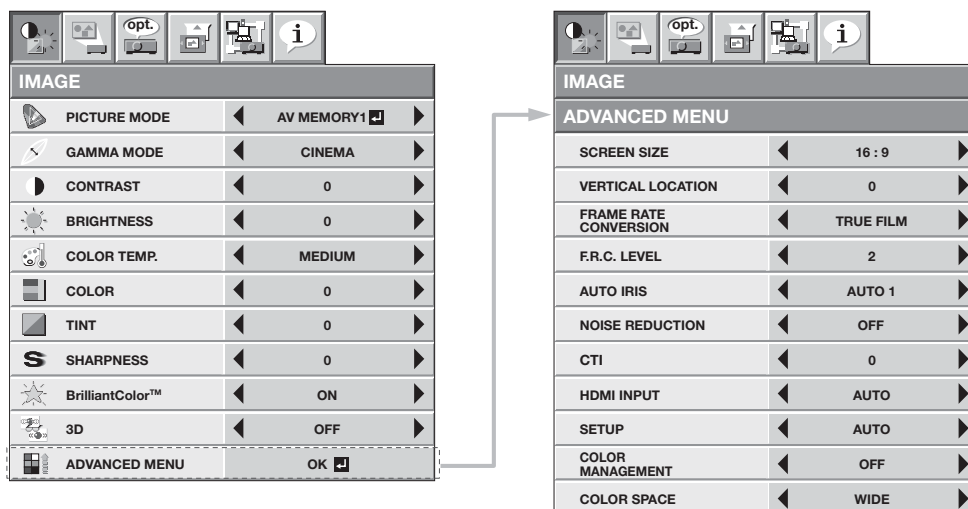 opt.
i
IMAGE
PICTURE MODE AV MEMORY1
GAMMA MODE CINEMA
CONTRAST 0
BRIGHTNESS 0
COLOR TEMP. MEDIUM
COLOR 0
TINT 0
S SHARPNESS 0
BrilliantColor™ ON
3D OFF
ADVANCED MENU OK
opt.
i
IMAGE
ADVANCED MENU
SCREEN SIZE 16 : 9
VERTICAL LOCATION 0
FRAME RATE
CONVERSION TRUE FILM
F.R.C. LEVEL 2
AUTO IRIS AUTO 1
NOISE REDUCTION OFF
CTI 0
HDMI INPUT AUTO
SETUP AUTO
COLOR
MANAGEMENT OFF
COLOR SPACE WIDE